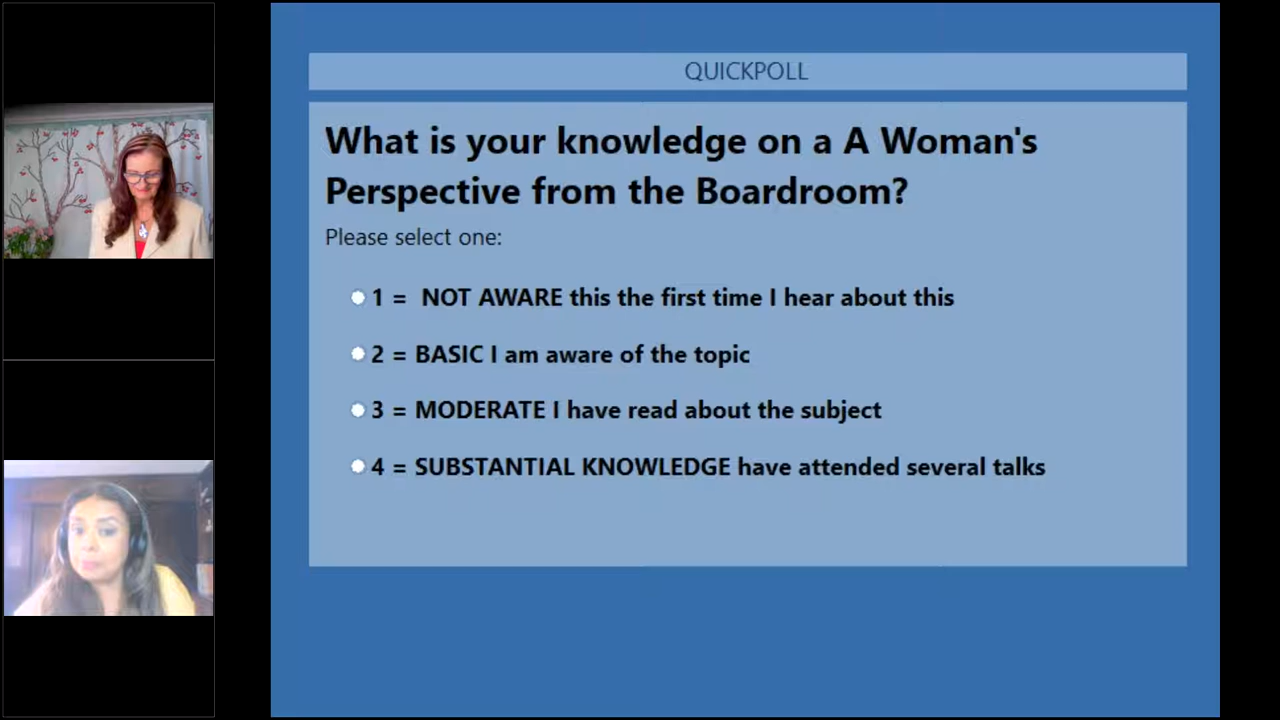 QUICKPOLL
What is your knowledge on a A Woman's
Perspective from the Boardroom?
Please select one:
1 = NOT AWARE this the first time I hear about this
2 = BASIC I am aware of the topic
3 = MODERATE I have read about the subject
4 = SUBSTANTIAL KNOWLEDGE have attended several talks